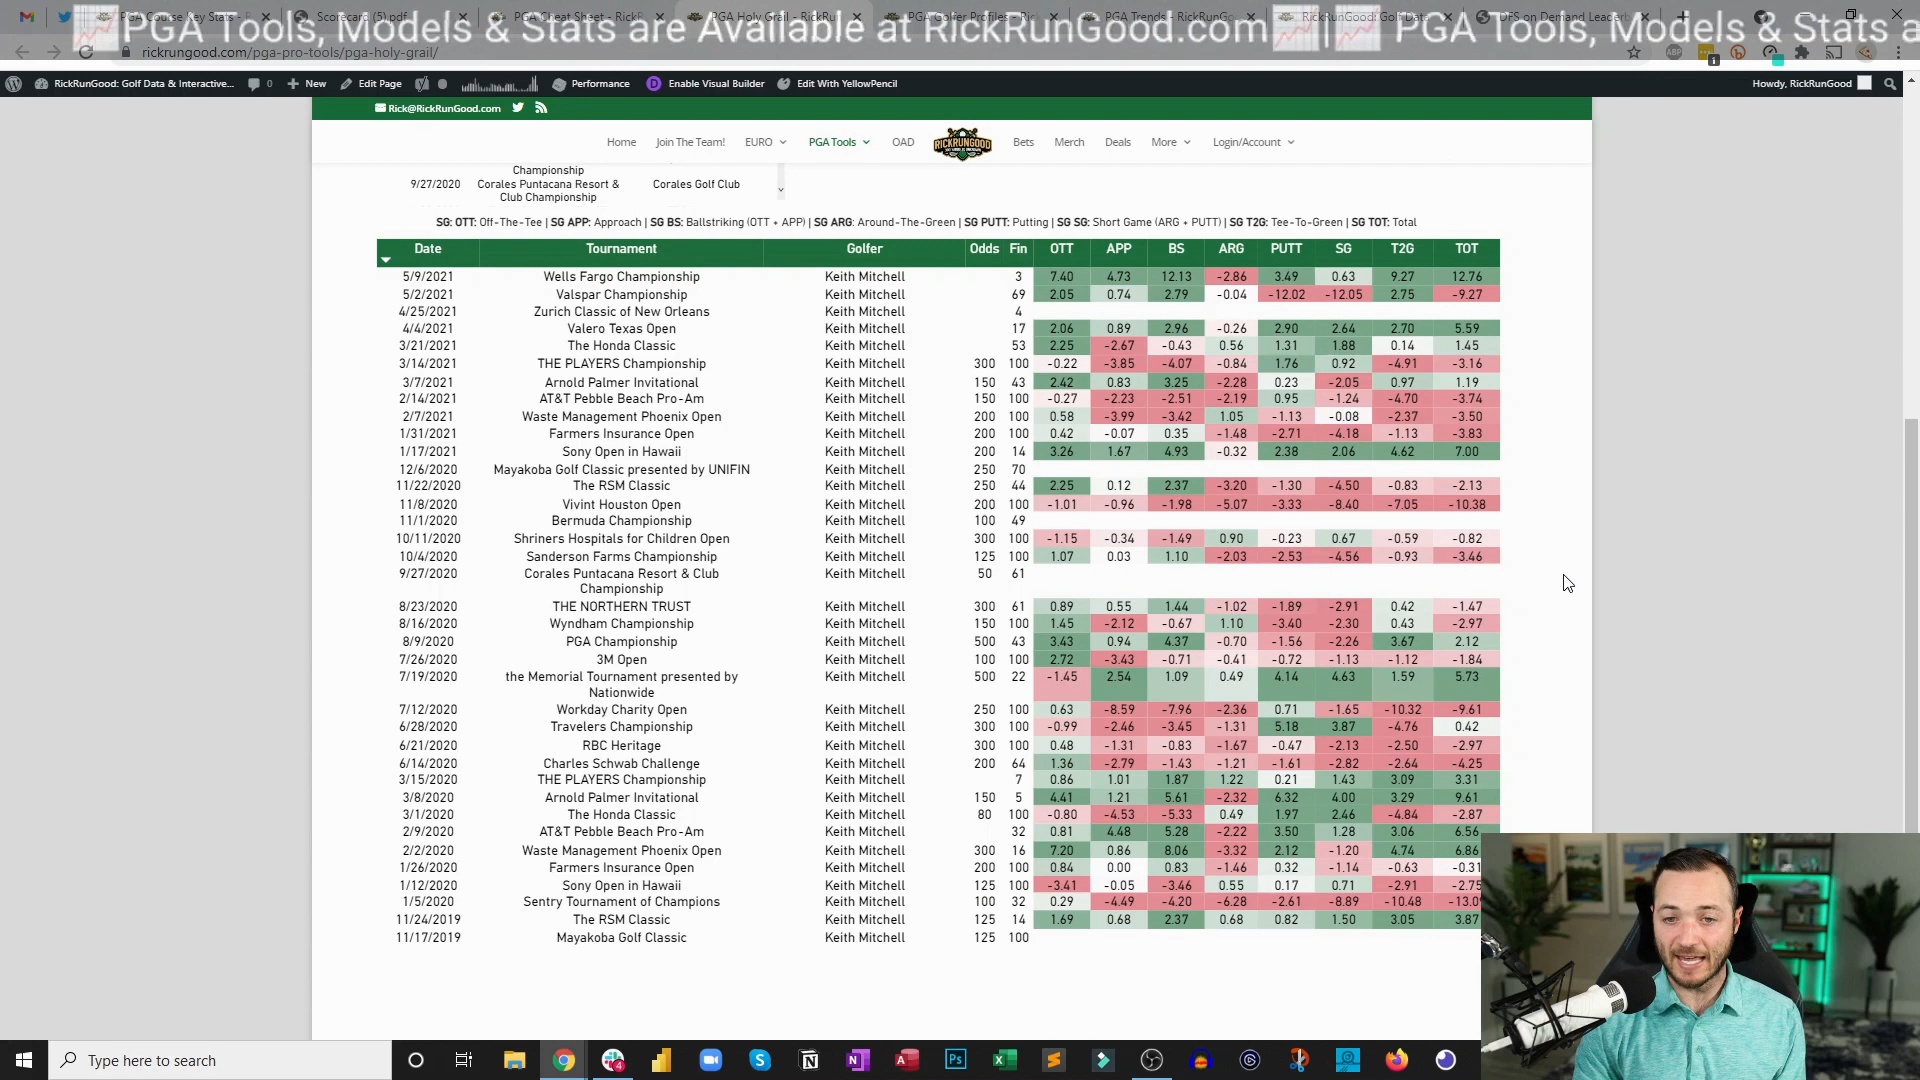 PGA Tools, Models & Stats are Available at RickRunGood.com PGA Tools, Models & Stats a
rickrungood.com/pga-pro-tools/pga-holy-grail/
RickRunGood: Golf Data & Interactive... 0 New Edit Page Performance Enable Visual Builder Edit With YellowPencil Howdy, RickRunGood
Rick@RickRunGood.com
Home Join The Team! EURO PGA Tools OAD RICKRUNGOOD Bets Merch Deals More Login/Account
Championship
9/27/2020 Corales Puntacana Resort & Corales Golf Club
Club Championship
SG: OTT: Off-The-Tee | SG APP: Approach | SG BS: Ballstriking (OTT + APP) | SG ARG: Around-The-Green | SG PUTT: Putting | SG SG: Short Game (ARG + PUTT) | SG T2G: Tee-To-Green | SG TOT: Total
Date Tournament Golfer Odds Fin OTT APP BS ARG PUTT SG T2G TOT
5/9/2021 Wells Fargo Championship Keith Mitchell 3 7.40 4.73 12.13 -2.86 3.49 0.63 9.27 12.76
5/2/2021 Valspar Championship Keith Mitchell 69 2.05 0.74 2.79 -0.04 -12.02 -12.05 2.75 -9.27
4/25/2021 Zurich Classic of New Orleans Keith Mitchell 4
4/4/2021 Valero Texas Open Keith Mitchell 17 2.06 0.89 2.96 -0.26 2.90 2.64 2.70 5.59
3/21/2021 The Honda Classic Keith Mitchell 53 2.25 -2.67 -0.43 0.56 1.31 1.88 0.14 1.45
3/14/2021 THE PLAYERS Championship Keith Mitchell 300 100 -0.22 -3.85 -4.07 -0.84 1.76 0.92 -4.91 -3.16
3/7/2021 Arnold Palmer Invitational Keith Mitchell 150 43 2.42 0.83 3.25 -2.28 0.23 -2.05 0.97 1.19
2/14/2021 AT&T Pebble Beach Pro-Am Keith Mitchell 150 100 -0.27 -2.23 -2.51 -2.19 0.95 -1.24 -4.70 -3.74
2/7/2021 Waste Management Phoenix Open Keith Mitchell 200 100 0.58 -3.99 -3.42 1.05 -1.13 -0.08 -2.37 -3.50
1/31/2021 Farmers Insurance Open Keith Mitchell 200 100 0.42 -0.07 0.35 -1.48 -2.71 -4.18 -1.13 -3.83
1/17/2021 Sony Open in Hawaii Keith Mitchell 200 14 3.26 1.67 4.93 -0.32 2.38 2.06 4.62 7.00
12/6/2020 Mayakoba Golf Classic presented by UNIFIN Keith Mitchell 250 70
11/22/2020 The RSM Classic Keith Mitchell 250 44 2.25 0.12 2.37 -3.20 -1.30 -4.50 -0.83 -2.13
11/8/2020 Vivint Houston Open Keith Mitchell 200 100 -1.01 -0.96 -1.98 -5.07 -3.33 -8.40 -7.05 -10.38
11/1/2020 Bermuda Championship Keith Mitchell 100 49
10/11/2020 Shriners Hospitals for Children Open Keith Mitchell 300 100 -1.15 -0.34 -1.49 0.90 -0.23 0.67 -0.59 -0.82
10/4/2020 Sanderson Farms Championship Keith Mitchell 125 100 1.07 0.03 1.10 -2.03 -2.53 -4.56 -0.93 -3.46
9/27/2020 Corales Puntacana Resort & Club Keith Mitchell 50 61
Championship
8/23/2020 THE NORTHERN TRUST Keith Mitchell 300 61 0.89 0.55 1.44 -1.02 -1.89 -2.91 0.42 -1.47
8/16/2020 Wyndham Championship Keith Mitchell 150 100 1.45 -2.12 -0.67 1.10 -3.40 -2.30 0.43 -2.97
8/9/2020 PGA Championship Keith Mitchell 500 43 3.43 0.94 4.37 -0.70 -1.56 -2.26 3.67 2.12
7/26/2020 3M Open Keith Mitchell 100 100 2.72 -3.43 -0.71 -0.41 -0.72 -1.13 -1.12 -1.84
7/19/2020 the Memorial Tournament presented by Keith Mitchell 500 22 -1.45 2.54 1.09 0.49 4.14 4.63 1.59 5.73
Nationwide
7/12/2020 Workday Charity Open Keith Mitchell 250 100 0.63 -8.59 -7.96 -2.36 0.71 -1.65 -10.32 -9.61
6/28/2020 Travelers Championship Keith Mitchell 300 100 -0.99 -2.46 -3.45 -1.31 5.18 3.87 -4.76 0.42
6/21/2020 RBC Heritage Keith Mitchell 300 100 0.48 -1.31 -0.83 -1.67 -0.47 -2.13 -2.50 -2.97
6/14/2020 Charles Schwab Challenge Keith Mitchell 200 64 1.36 -2.79 -1.43 -1.21 -1.61 -2.82 -2.64 -4.25
3/15/2020 THE PLAYERS Championship Keith Mitchell 7 0.86 1.01 1.87 1.22 0.21 1.43 3.09 3.31
3/8/2020 Arnold Palmer Invitational Keith Mitchell 150 5 4.41 1.21 5.61 -2.32 6.32 4.00 3.29 9.61
3/1/2020 The Honda Classic Keith Mitchell 80 100 -0.80 -4.53 -5.33 0.49 1.97 2.46 -4.84 -2.87
2/9/2020 AT&T Pebble Beach Pro-Am Keith Mitchell 32 0.81 4.48 5.28 -2.22 3.50 1.28 3.06 6.56
2/2/2020 Waste Management Phoenix Open Keith Mitchell 300 16 7.20 0.86 8.06 -3.32 2.12 -1.20 4.74 6.86
1/26/2020 Farmers Insurance Open Keith Mitchell 200 100 0.84 0.00 0.83 -1.46 0.32 -1.14 -0.63 -0.31
1/12/2020 Sony Open in Hawaii Keith Mitchell 125 100 -3.41 -0.05 -3.46 0.55 0.17 0.71 -2.91 -2.75
1/5/2020 Sentry Tournament of Champions Keith Mitchell 100 32 0.29 -4.49 -4.20 -6.28 -2.61 -8.89 -10.48 -13.0
11/24/2019 The RSM Classic Keith Mitchell 125 14 1.69 0.68 2.37 0.68 0.82 1.50 3.05 3.87
11/17/2019 Mayakoba Golf Classic Keith Mitchell 125 100
Type here to search